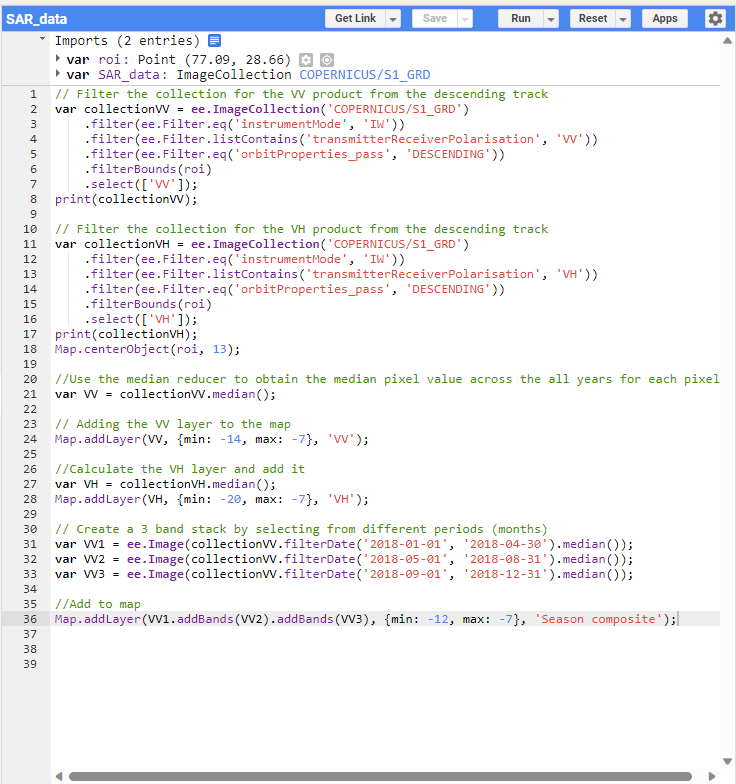 SAR_data
Get Link Save Run Reset Apps
Imports (2 entries)
var roi: Point (77.09, 28.66)
var SAR_data: ImageCollection COPERNICUS/S1_GRD
1 // Filter the collection for the VV product from the descending track
2 var collectionVV = ee.ImageCollection('COPERNICUS/S1_GRD')
3 .filter(ee.Filter.eq('instrumentMode', 'IW'))
4 .filter(ee.Filter.listContains('transmitterReceiverPolarisation', 'VV'))
5 .filter(ee.Filter.eq('orbitProperties_pass', 'DESCENDING'))
6 .filterBounds(roi)
7 .select(['VV']);
8 print(collectionVV);
9
10 // Filter the collection for the VH product from the descending track
11 var collectionVH = ee.ImageCollection('COPERNICUS/S1_GRD')
12 .filter(ee.Filter.eq('instrumentMode', 'IW'))
13 .filter(ee.Filter.listContains('transmitterReceiverPolarisation', 'VH'))
14 .filter(ee.Filter.eq('orbitProperties_pass', 'DESCENDING'))
15 .filterBounds(roi)
16 .select(['VH']);
17 print(collectionVH);
18 Map.centerObject(roi, 13);
19
20 //Use the median reducer to obtain the median pixel value across the all years for each pixel
21 var VV = collectionVV.median();
22
23 // Adding the VV layer to the map
24 Map.addLayer(VV, {min: -14, max: -7}, 'VV');
25
26 //Calculate the VH layer and add it
27 var VH = collectionVH.median();
28 Map.addLayer(VH, {min: -20, max: -7}, 'VH');
29
30 // Create a 3 band stack by selecting from different periods (months)
31 var VV1 = ee.Image(collectionVV.filterDate('2018-01-01', '2018-04-30').median());
32 var VV2 = ee.Image(collectionVV.filterDate('2018-05-01', '2018-08-31').median());
33 var VV3 = ee.Image(collectionVV.filterDate('2018-09-01', '2018-12-31').median());
34
35 //Add to map
36 Map.addLayer(VV1.addBands(VV2).addBands(VV3), {min: -12, max: -7}, 'Season composite');
37
38
39